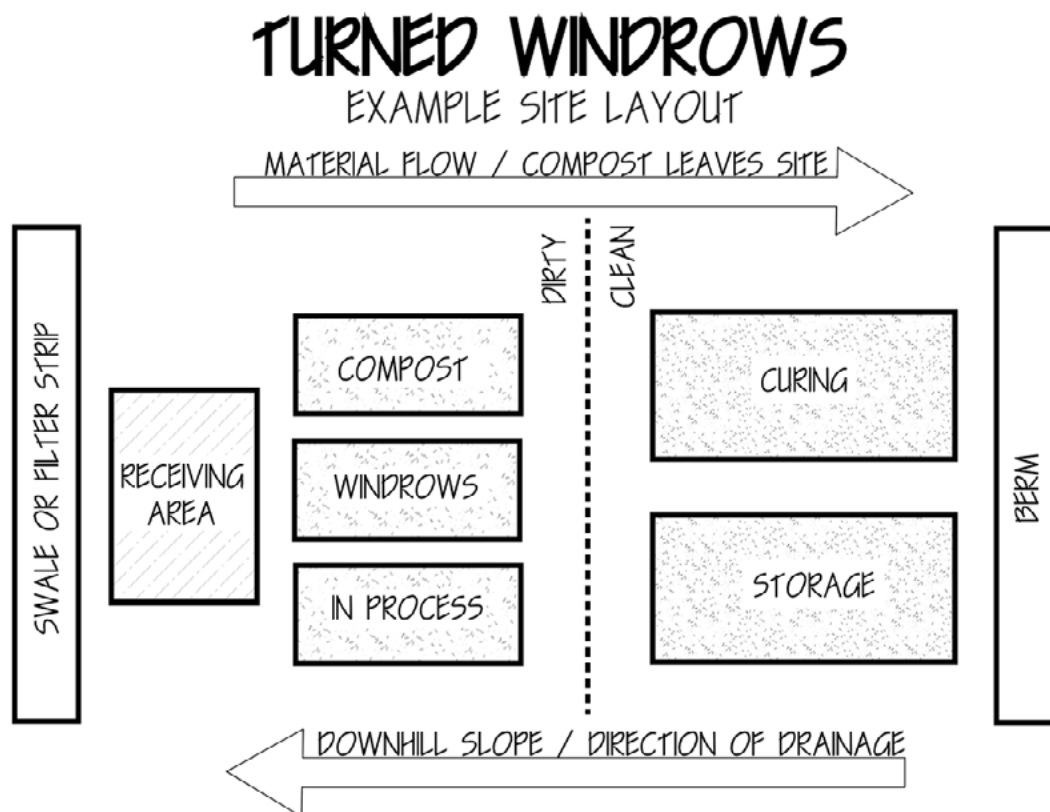 TURNED WINDROWS
EXAMPLE SITE LAYOUT
MATERIAL FLOW / COMPOST LEAVES SITE
SWALE OR FILTER STRIP
RECEIVING
AREA
COMPOST
WINDROWS
IN PROCESS
DIRTY
CLEAN
CURING
STORAGE
BERM
DOWNHILL SLOPE / DIRECTION OF DRAINAGE